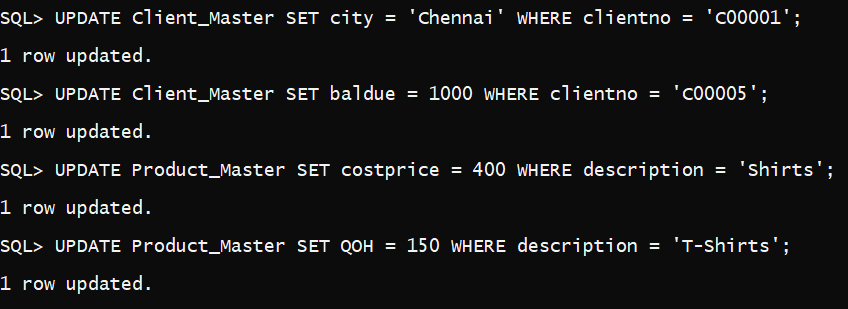 SQL> UPDATE Client_Master SET city = 'Chennai' WHERE clientno = 'C00001';
1 row updated.
SQL> UPDATE Client_Master SET baldue = 1000 WHERE clientno = 'C00005';
1 row updated.
SQL> UPDATE Product_Master SET costprice = 400 WHERE description = 'Shirts';
1 row updated.
SQL> UPDATE Product_Master SET QOH = 150 WHERE description = 'T-Shirts';
1 row updated.